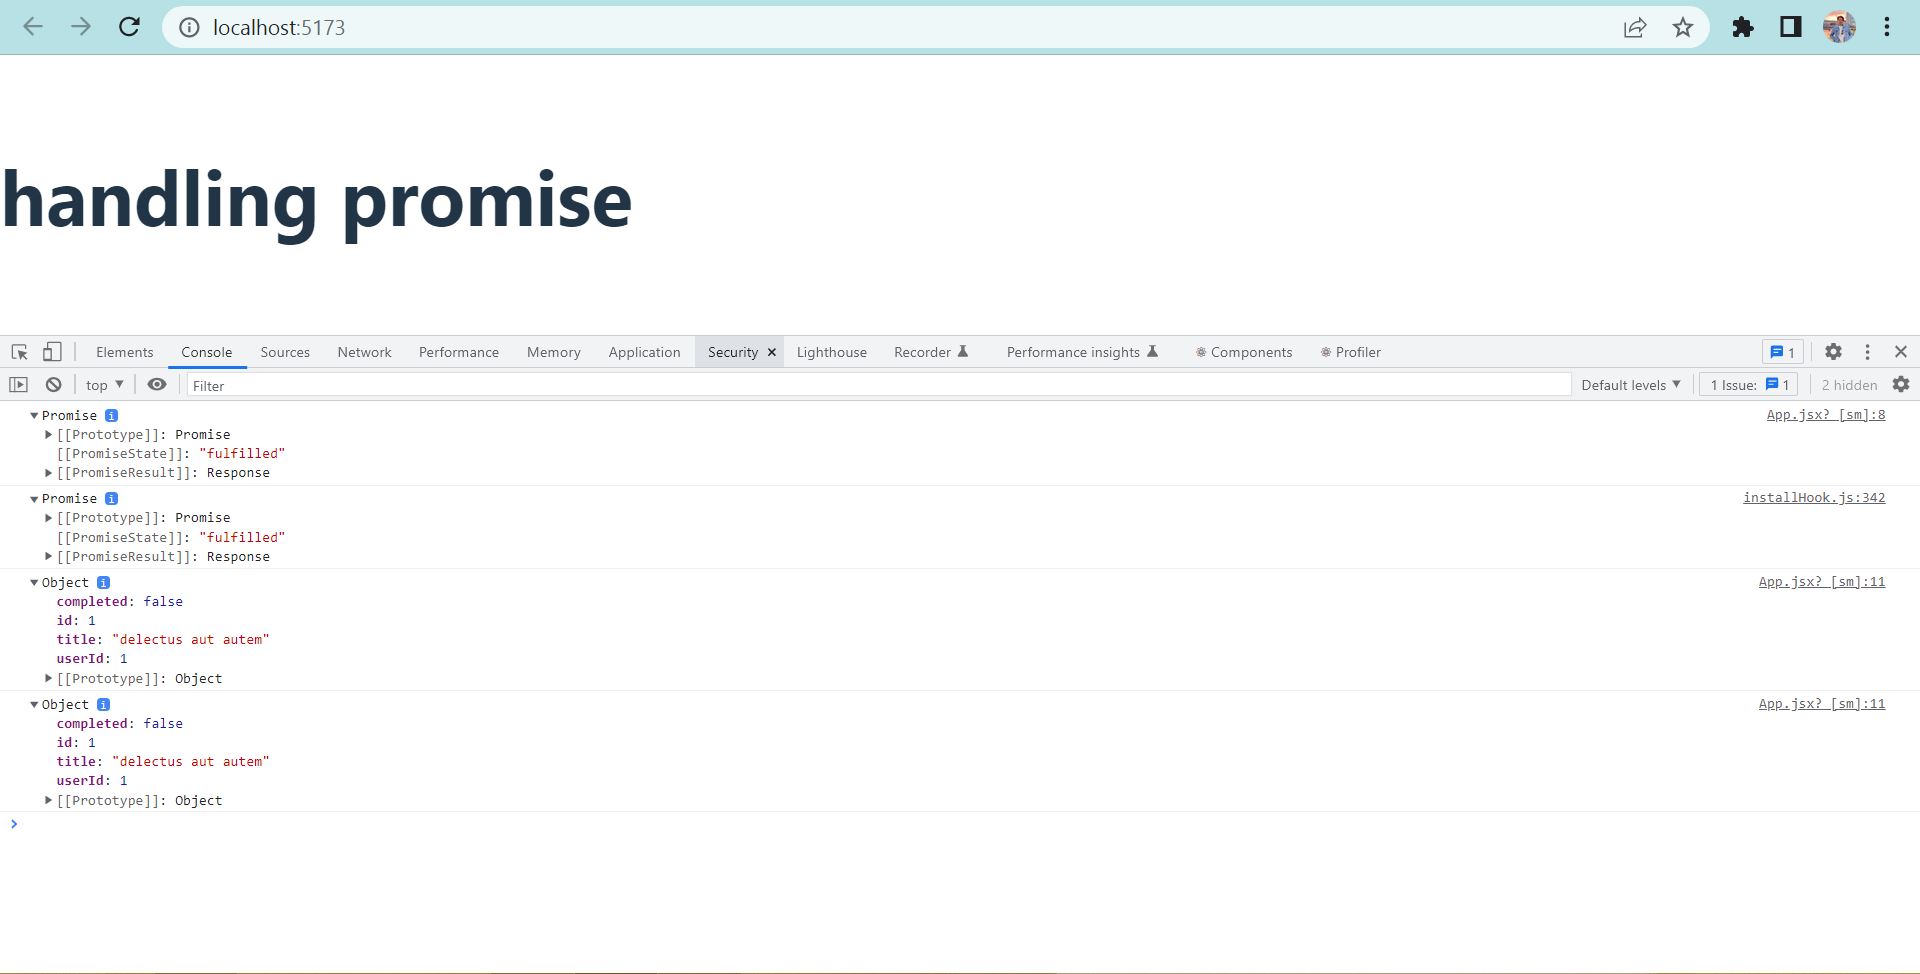 localhost:5173
handling promise
Elements Console Sources Network Performance Memory Application Security × Lighthouse Recorder Performance insights Components Profiler 1
top Filter Default levels 1 Issue: 1 2 hidden
Promise i App.jsx? [sm]:8
[[Prototype]]: Promise
[[PromiseState]]: "fulfilled"
[[PromiseResult]]: Response
Promise i installHook.js:342
[[Prototype]]: Promise
[[PromiseState]]: "fulfilled"
[[PromiseResult]]: Response
Object i App.jsx? [sm]:11
completed: false
id: 1
title: "delectus aut autem"
userId: 1
[[Prototype]]: Object
Object i App.jsx? [sm]:11
completed: false
id: 1
title: "delectus aut autem"
userId: 1
[[Prototype]]: Object